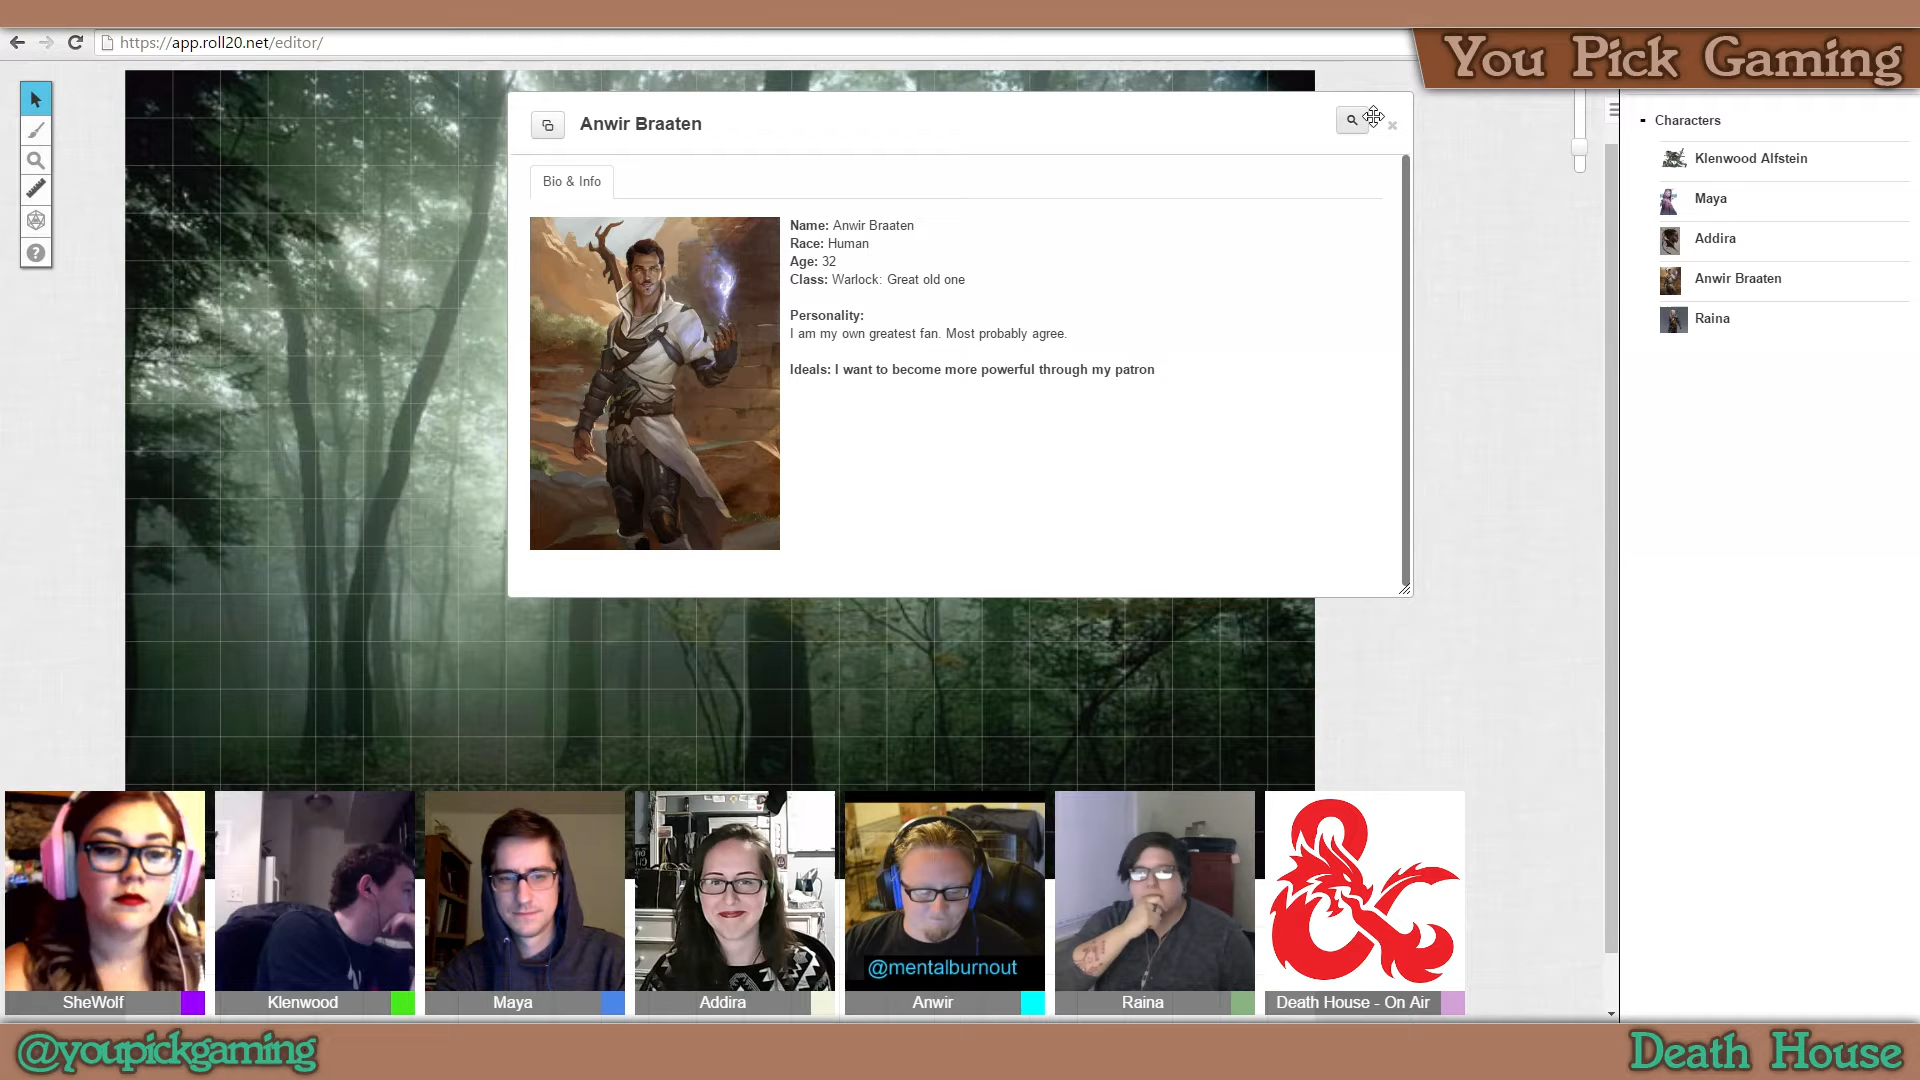 https://app.roll20.net/editor/
You Pick Gaming
Anwir Braaten
Bio & Info
Name: Anwir Braaten
Race: Human
Age: 32
Class: Warlock: Great old one
Personality:
I am my own greatest fan. Most probably agree.
Ideals: I want to become more powerful through my patron
Characters
Klenwood Alfstein
Maya
Addira
Anwir Braaten
Raina
@mentalburnout
SheWolf
Klenwood
Maya
Addira
Anwir
Raina
Death House - On Air
@youpickgaming
Death House